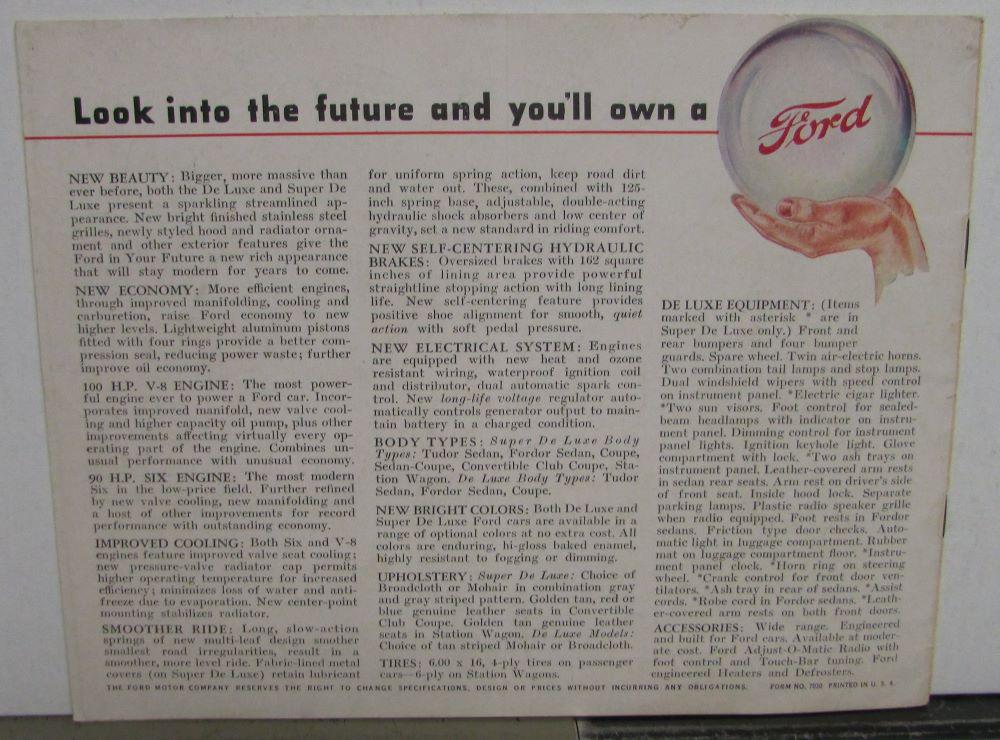 Look into the future and you'll own a
Ford
NEW BEAUTY: Bigger, more massive than
ever before, both the De Luxe and Super De
Luxe present a sparkling streamlined ap-
pearance. New bright finished stainless steel
grilles, newly styled hood and radiator orna-
ment and other exterior features give the
Ford in Your Future a new rich appearance
that will stay modern for years to come.
NEW ECONOMY: More efficient engines,
through improved manifolding, cooling and
carburetion, raise Ford economy to new
higher levels. Lightweight aluminum pistons
fitted with four rings provide a better com-
pression seal, reducing power waste; further
improve oil economy.
100 H.P. V-8 ENGINE: The most power-
ful engine ever to power a Ford car. Incor-
porates improved manifold, new valve cool-
ing and higher capacity oil pump, plus other
improvements affecting virtually every op-
erating part of the engine. Combines un-
usual performance with unusual economy.
90 H.P. SIX ENGINE: The most modern
Six in the low-price field. Further refined
by new valve cooling, new manifolding and
a host of other improvements for record
performance with outstanding economy.
IMPROVED COOLING: Both Six and V-8
engines feature improved valve seat cooling;
new pressure-valve radiator cap permits
higher operating temperature for increased
efficiency; minimizes loss of water and anti-
freeze due to evaporation. New center-point
mounting stabilizes radiator.
SMOOTHER RIDE: Long, slow-action
springs of new multi-leaf design smother
smallest road irregularities, result in a
smoother, more level ride. Fabric-lined metal
covers (on Super De Luxe) retain lubricant
for uniform spring action, keep road dirt
and water out. These, combined with 125-
inch spring base, adjustable, double-acting
hydraulic shock absorbers and low center of
gravity, set a new standard in riding comfort.
NEW SELF-CENTERING HYDRAULIC
BRAKES: Oversized brakes with 162 square
inches of lining area provide powerful
straightline stopping action with long lining
life. New self-centering feature provides
positive shoe alignment for smooth, quiet
action with soft pedal pressure.
NEW ELECTRICAL SYSTEM: Engines
are equipped with new heat and ozone
resistant wiring, waterproof ignition coil
and distributor, dual automatic spark con-
trol. New long-life voltage regulator auto-
matically controls generator output to main-
tain battery in a charged condition.
BODY TYPES: Super De Luxe Body
Types: Tudor Sedan, Fordor Sedan, Coupe,
Sedan-Coupe, Convertible Club Coupe, Sta-
tion Wagon. De Luxe Body Types: Tudor
Sedan, Fordor Sedan, Coupe.
NEW BRIGHT COLORS: Both De Luxe and
Super De Luxe Ford cars are available in a
range of optional colors at no extra cost. All
colors are enduring, hi-gloss baked enamel,
highly resistant to fogging or dimming.
UPHOLSTERY: Super De Luxe: Choice of
Broadcloth or Mohair in combination gray
and gray striped pattern. Golden tan, red or
blue genuine leather seats in Convertible
Club Coupe. Golden tan genuine leather
seats in Station Wagon. De Luxe Models:
Choice of tan striped Mohair or Broadcloth.
TIRES: 6.00 x 16, 4-ply tires on passenger
cars—6-ply on Station Wagons.
DE LUXE EQUIPMENT: (Items
marked with asterisk * are in
Super De Luxe only.) Front and
rear bumpers and four bumper
guards. Spare wheel. Twin air-electric horns.
Two combination tail lamps and stop lamps.
Dual windshield wipers with speed control
on instrument panel. *Electric cigar lighter.
*Two sun visors. Foot control for sealed-
beam headlamps with indicator on instru-
ment panel. Dimming control for instrument
panel lights. Ignition keyhole light. Glove
compartment with lock. *Two ash trays on
instrument panel. Leather-covered arm rests
in sedan rear seats. Arm rest on driver's side
of front seat. Inside hood lock. Separate
parking lamps. Plastic radio speaker grille
when radio equipped. Foot rests in Fordor
sedans. Friction type door checks. Auto-
matic light in luggage compartment. Rubber
mat on luggage compartment floor. *Instru-
ment panel clock. *Horn ring on steering
wheel. *Crank control for front door ven-
tilators. *Ash tray in rear of sedans. *Assist
cords. *Robe cord in Fordor sedans. *Leath-
er-covered arm rests on both front doors.
ACCESSORIES: Wide range. Engineered
and built for Ford cars. Available at moder-
ate cost. Ford Adjust-O-Matic Radio with
foot control and Touch-Bar tuning. Ford
engineered Heaters and Defrosters.
THE FORD MOTOR COMPANY RESERVES THE RIGHT TO CHANGE SPECIFICATIONS, DESIGN OR PRICES WITHOUT INCURRING ANY OBLIGATIONS. FORM NO. 7030 PRINTED IN U. S. A.